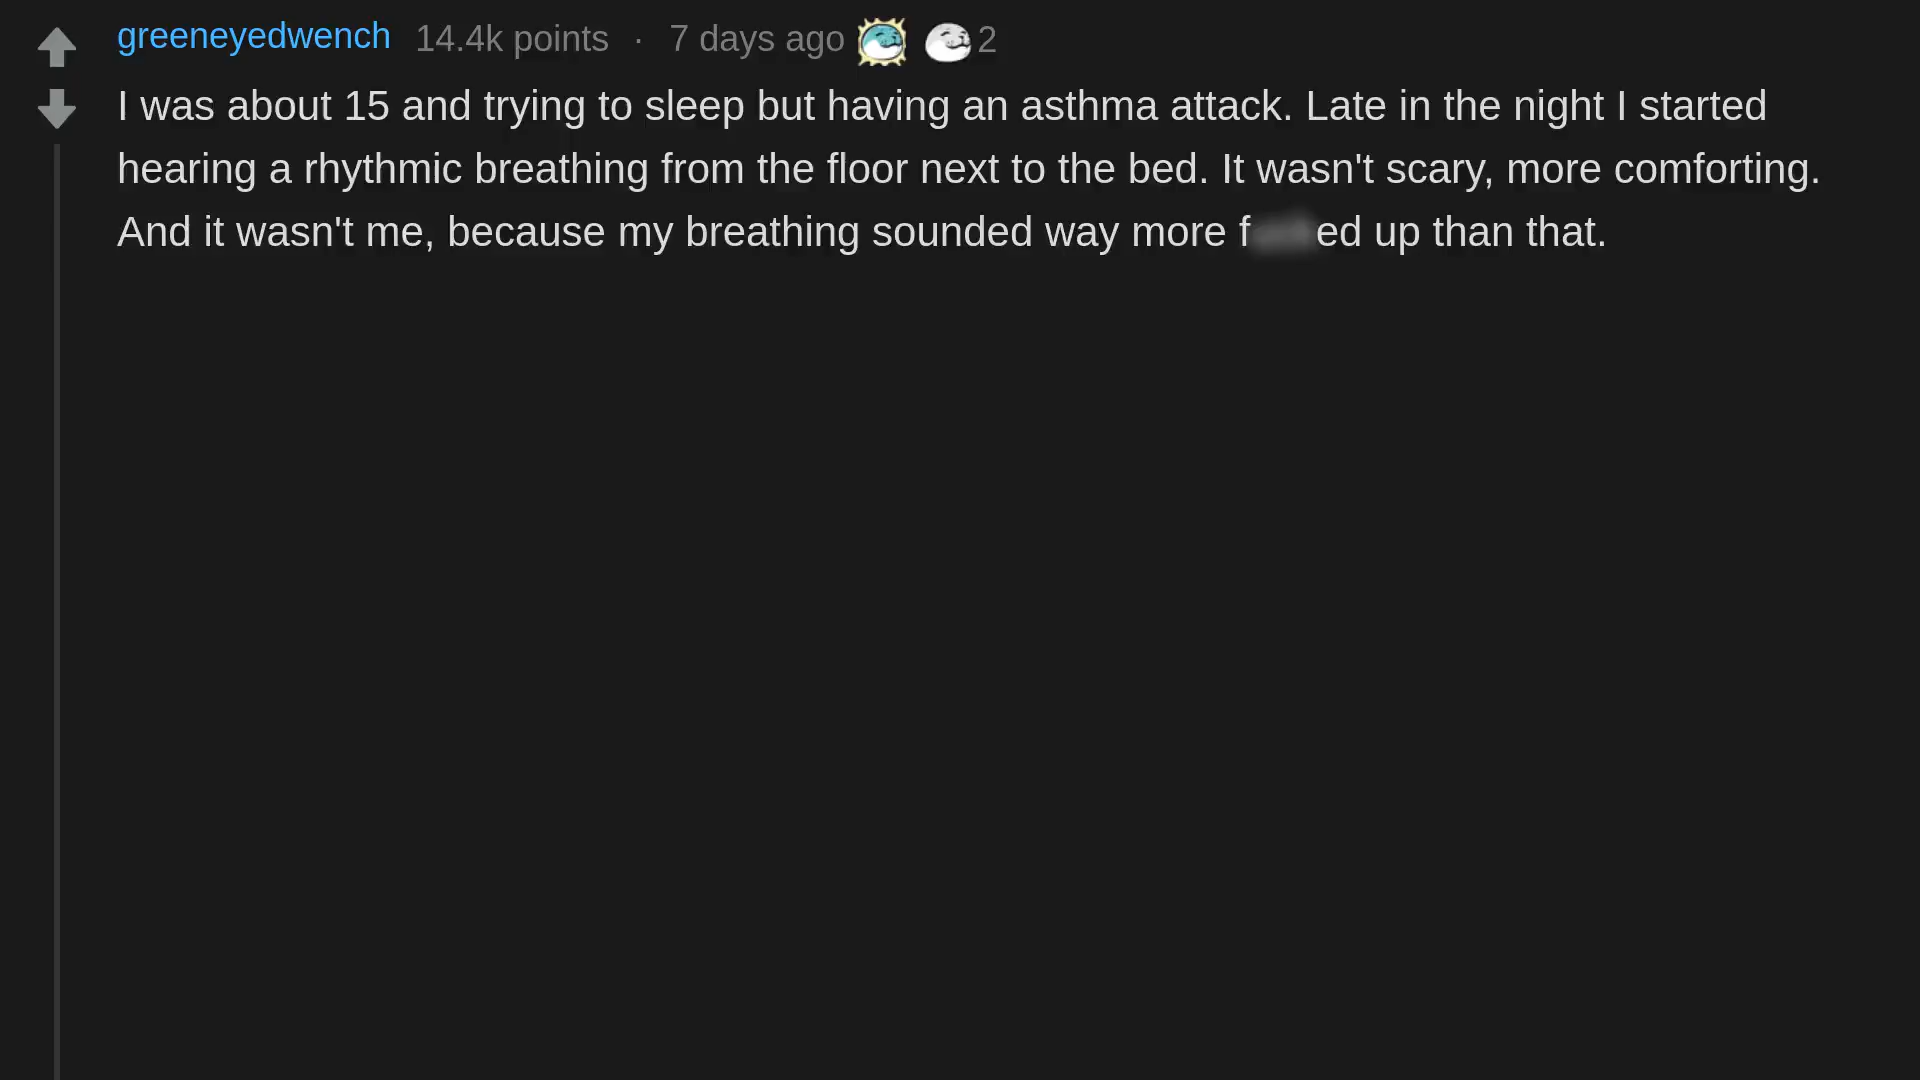 greeneyedwench 14.4k points · 7 days ago 2
I was about 15 and trying to sleep but having an asthma attack. Late in the night I started
hearing a rhythmic breathing from the floor next to the bed. It wasn't scary, more comforting.
And it wasn't me, because my breathing sounded way more f ed up than that.